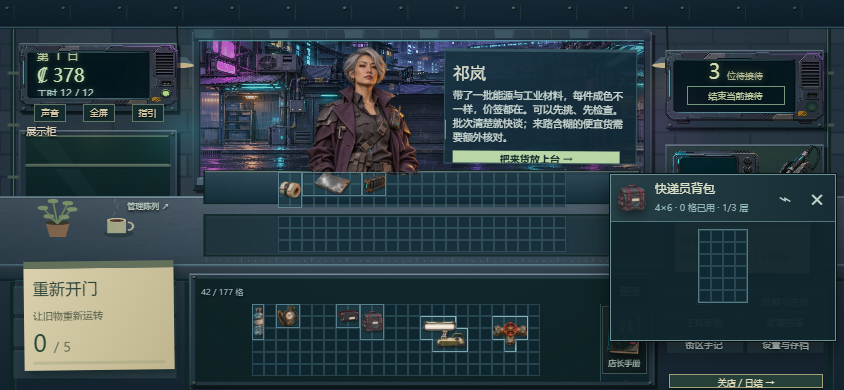 第 1 日
₡ 378
工时 12 / 12
声音
全屏
指引
展示柜
管理陈列 ↗
重新开门
让旧物重新运转
0 / 5
祁岚
带了一批能源与工业材料，每件成色不
一样，价签都在。可以先挑、先检查。
批次清楚就快谈；来路含糊的便宜货需
要额外核对。
把来货放上台 →
42 / 177 格
店长手册
3 位待接待
结束当前接待
快递员背包
4×6 · 0 格已用 · 1/3 层
街区手记
设置与存档
关店 / 日结 →